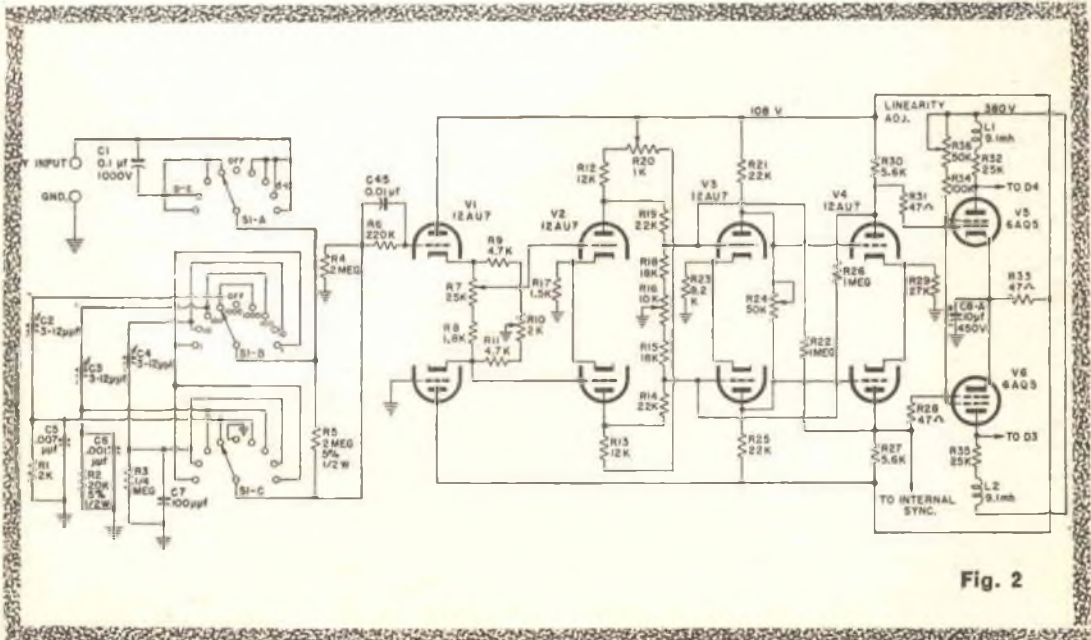 Y INPUT
GND.
C1
0.1 µf
1000V
OFF
S1-A
OFF
S1-B
S1-C
C2
3-12µµf
C3
3-12µµf
C4
3-12µµf
C5
.007
µµf
R1
2K
C6
.001
µµf
R2
20K
5%
1/2W
R3
1/4
MEG
C7
100µµf
R5
2 MEG
5%
1/2 W
R4
2 MEG
C45
0.01µf
R6
220K
V1
12AU7
R9
4.7K
R7
25K
R8
1.8K
R11
4.7K
R10
2K
V2
12AU7
R12
12K
R20
1K
R17
1.5K
R13
12K
R19
22K
R18
18K
R16
10K
R15
18K
R14
22K
108 V
R21
22K
V3
12AU7
R23
8.2
K
R24
50K
R25
22K
R22
1MEG
V4
12AU7
R26
1MEG
R29
27K
R30
5.6K
R27
5.6K
R31
47
R28
47
TO INTERNAL
SYNC.
LINEARITY
ADJ.
380V
R36
50K
R34
L1
9.1mh
R32
25K
TO D4
V5
6AQ5
R33
47
C8-A
10µf
450V
V6
6AQ5
TO D3
R35
25K
L2
9.1mh
Fig. 2